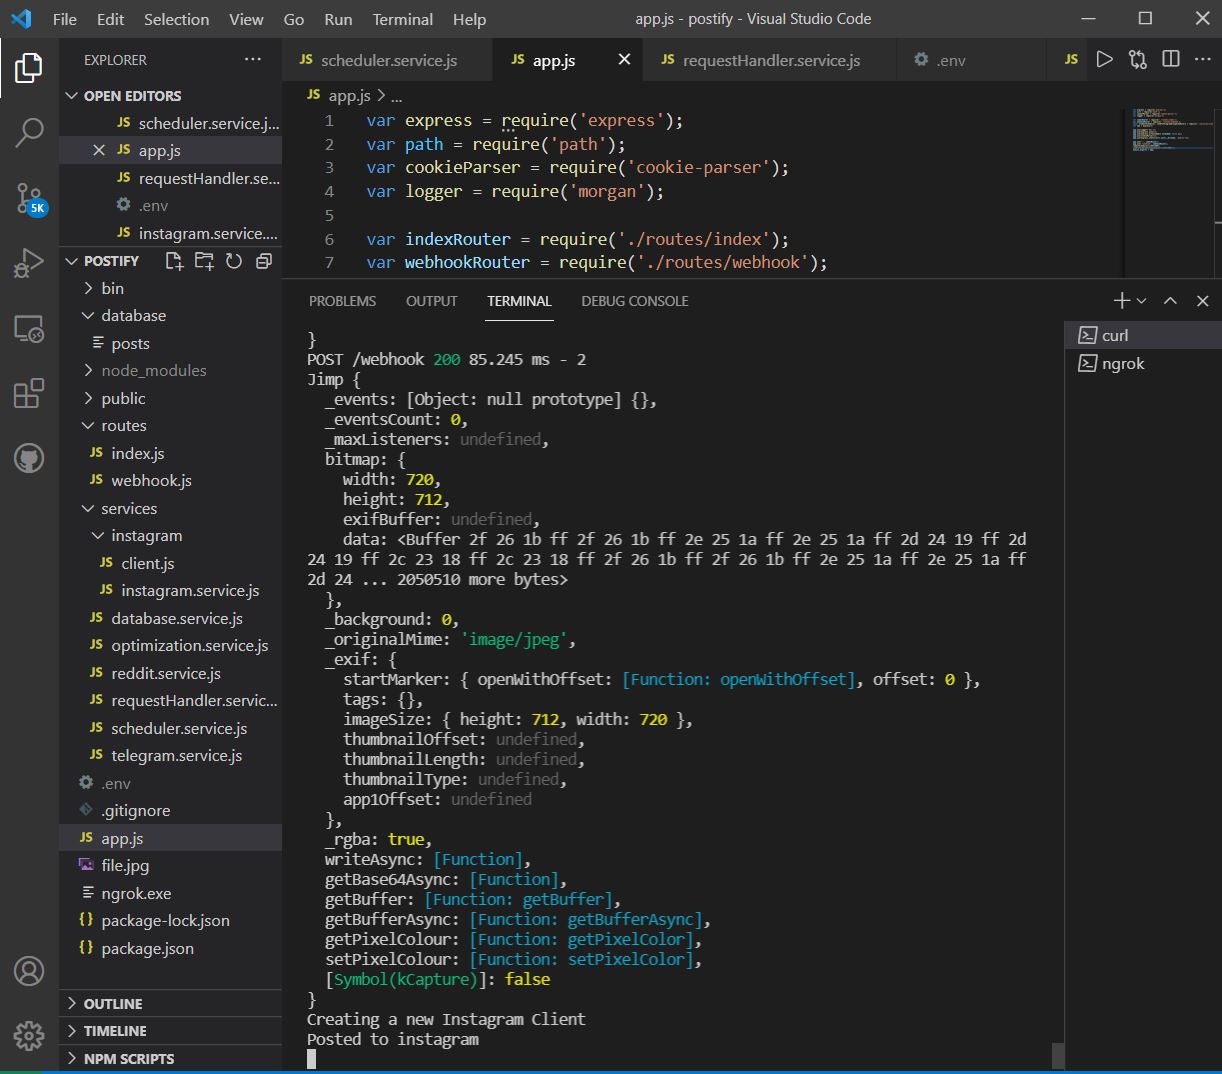 File Edit Selection View Go Run Terminal Help app.js - postify - Visual Studio Code
EXPLORER ...
JS scheduler.service.js JS app.js JS requestHandler.service.js .env JS ...
OPEN EDITORS
JS scheduler.service.j...
JS app.js
JS requestHandler.se...
.env
JS instagram.service....
5K
POSTIFY
bin
database
posts
node_modules
public
routes
JS index.js
JS webhook.js
services
instagram
JS client.js
JS instagram.service.js
JS database.service.js
JS optimization.service.js
JS reddit.service.js
JS requestHandler.servic...
JS scheduler.service.js
JS telegram.service.js
.env
.gitignore
JS app.js
file.jpg
ngrok.exe
{} package-lock.json
{} package.json
OUTLINE
TIMELINE
NPM SCRIPTS
JS app.js > ...
1 var express = require('express');
2 var path = require('path');
3 var cookieParser = require('cookie-parser');
4 var logger = require('morgan');
5
6 var indexRouter = require('./routes/index');
7 var webhookRouter = require('./routes/webhook');
PROBLEMS OUTPUT TERMINAL DEBUG CONSOLE
}
POST /webhook 200 85.245 ms - 2
Jimp {
_events: [Object: null prototype] {},
_eventsCount: 0,
_maxListeners: undefined,
bitmap: {
width: 720,
height: 712,
exifBuffer: undefined,
data: <Buffer 2f 26 1b ff 2f 26 1b ff 2e 25 1a ff 2e 25 1a ff 2d 24 19 ff 2d
24 19 ff 2c 23 18 ff 2c 23 18 ff 2f 26 1b ff 2f 26 1b ff 2e 25 1a ff 2e 25 1a ff
2d 24 ... 2050510 more bytes>
},
_background: 0,
_originalMime: 'image/jpeg',
_exif: {
startMarker: { openWithOffset: [Function: openWithOffset], offset: 0 },
tags: {},
imageSize: { height: 712, width: 720 },
thumbnailOffset: undefined,
thumbnailLength: undefined,
thumbnailType: undefined,
app1Offset: undefined
},
_rgba: true,
writeAsync: [Function],
getBase64Async: [Function],
getBuffer: [Function: getBuffer],
getBufferAsync: [Function: getBufferAsync],
getPixelColour: [Function: getPixelColor],
setPixelColour: [Function: setPixelColor],
[Symbol(kCapture)]: false
}
Creating a new Instagram Client
Posted to instagram
curl
ngrok